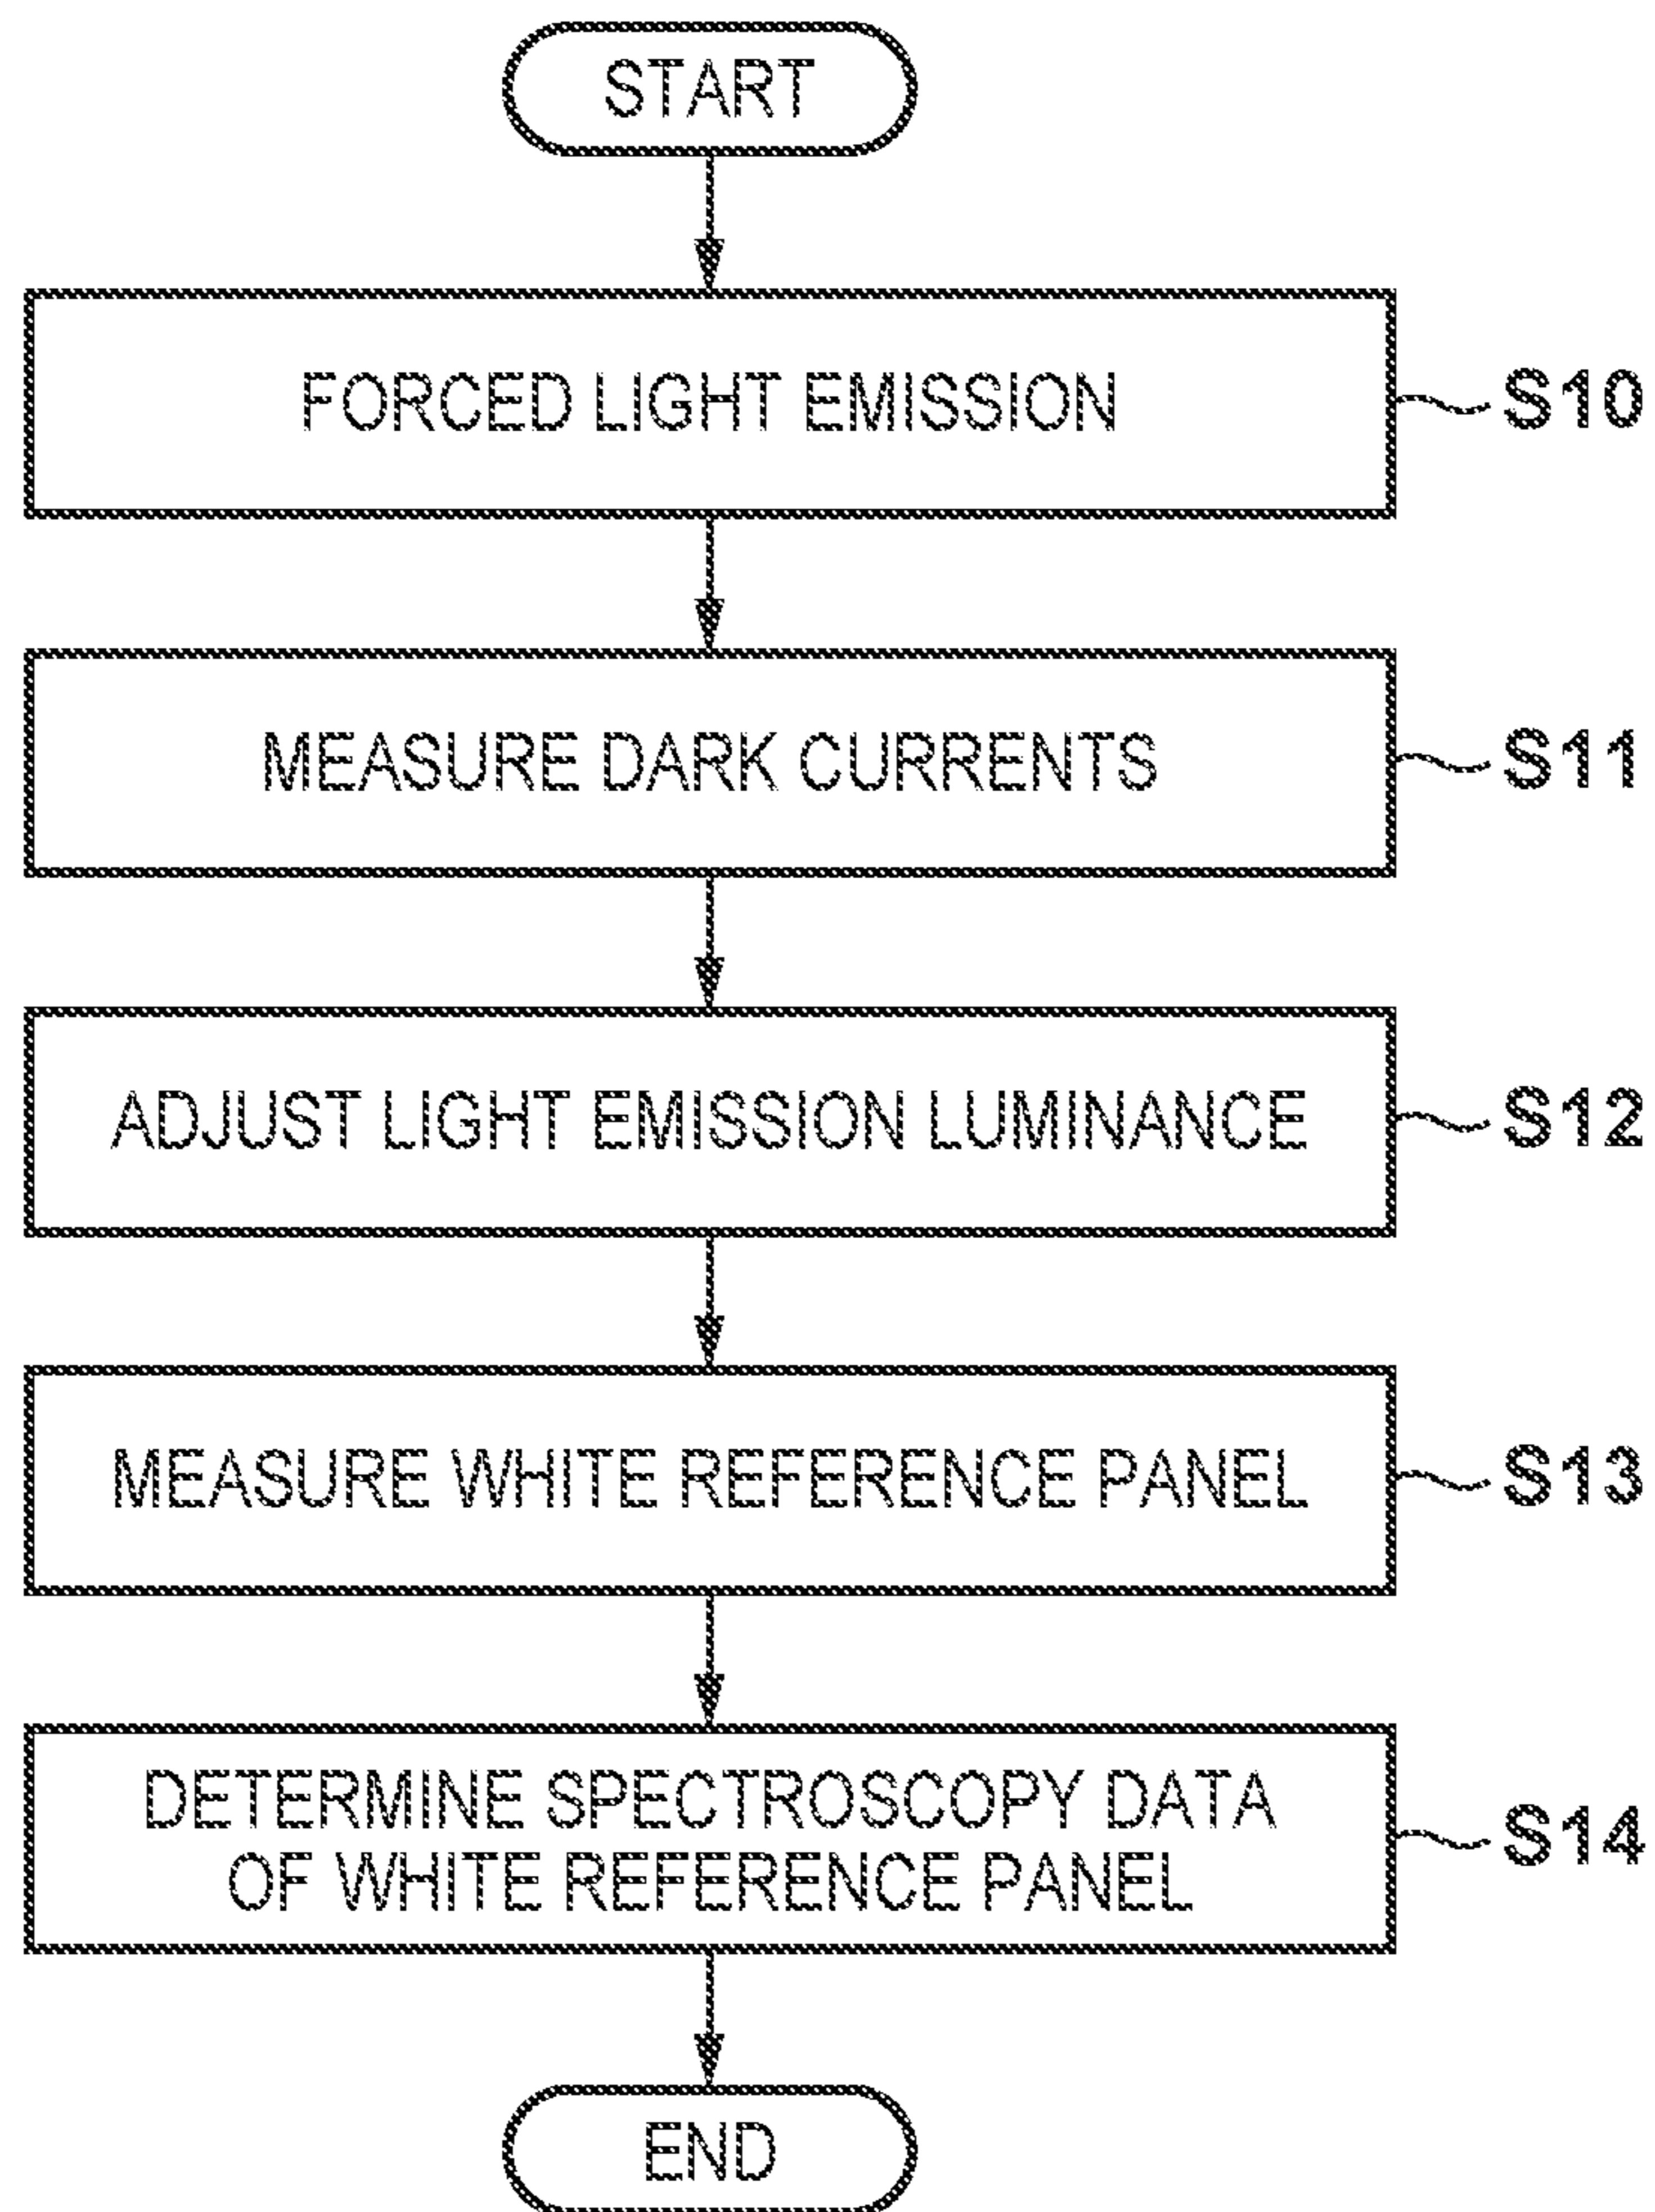 START
FORCED LIGHT EMISSION
S10
MEASURE DARK CURRENTS
S11
ADJUST LIGHT EMISSION LUMINANCE
S12
MEASURE WHITE REFERENCE PANEL
S13
DETERMINE SPECTROSCOPY DATA
OF WHITE REFERENCE PANEL
S14
END